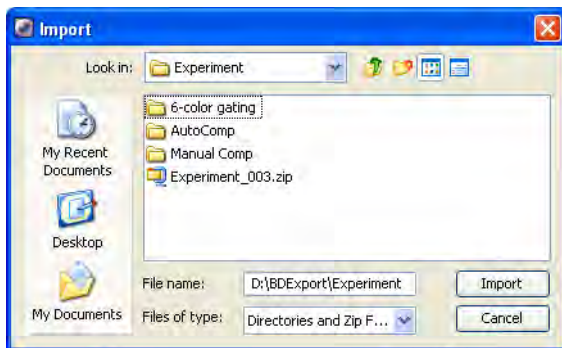 Import
Look in: Experiment
6-color gating
AutoComp
Manual Comp
Experiment_003.zip
My Recent
Documents
Desktop
My Documents
File name: D:\BDExport\Experiment Import
Files of type: Directories and Zip F... Cancel